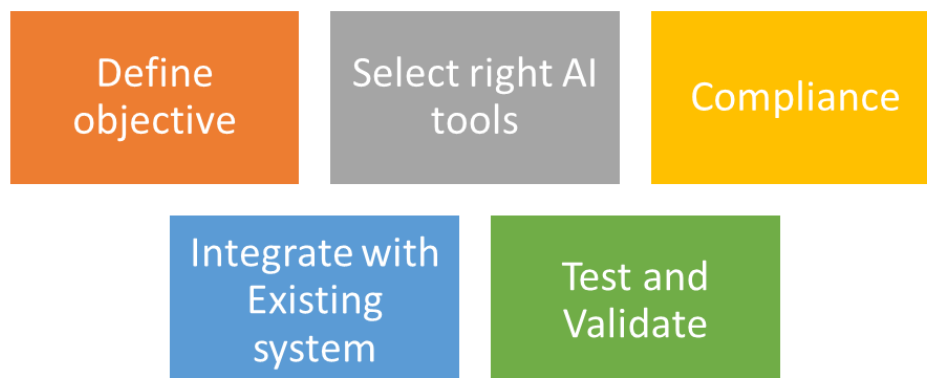 Define
objective
Select right AI
tools
Compliance
Integrate with
Existing
system
Test and
Validate